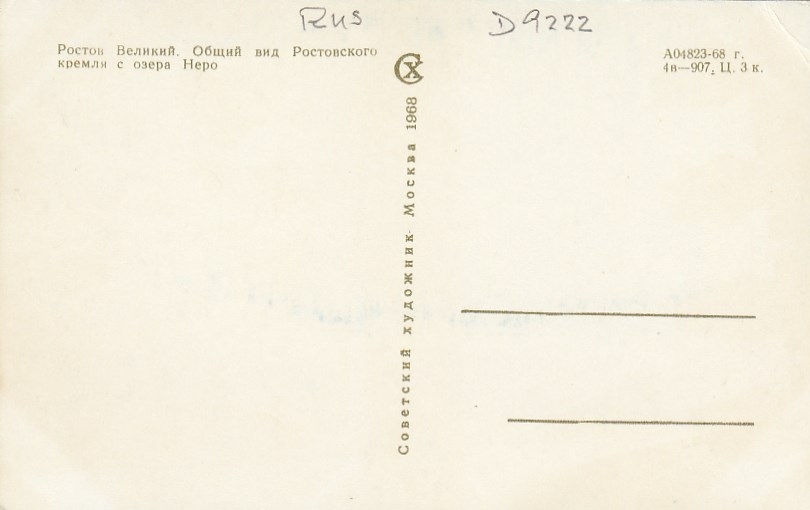 Rus D9222
Ростов Великий. Общий вид Ростовского
кремля с озера Неро
А04823-68 г.
4в—907. Ц. 3 к.
СХ
Советский художник. Москва 1968